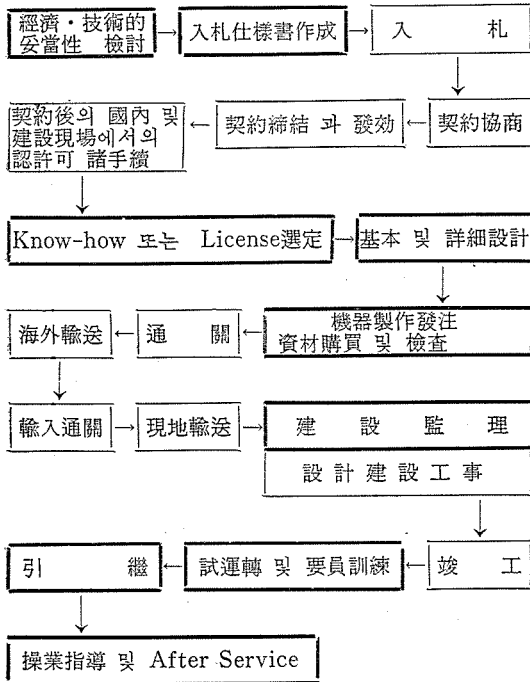 經濟・技術的
妥當性 檢討
入札仕樣書作成
入 札
契約協商
契約締結 과 發効
契約後의 國內 및
建設現場에서의
認許可 諸手續
Know-how 또는 License選定
基本 및 詳細設計
機器製作發注
資材購買 및 檢査
通 關
海外輸送
輸入通關
現地輸送
建 設 監 理
設計建設工事
竣 工
試運轉 및 要員訓練
引 繼
操業指導 및 After Service